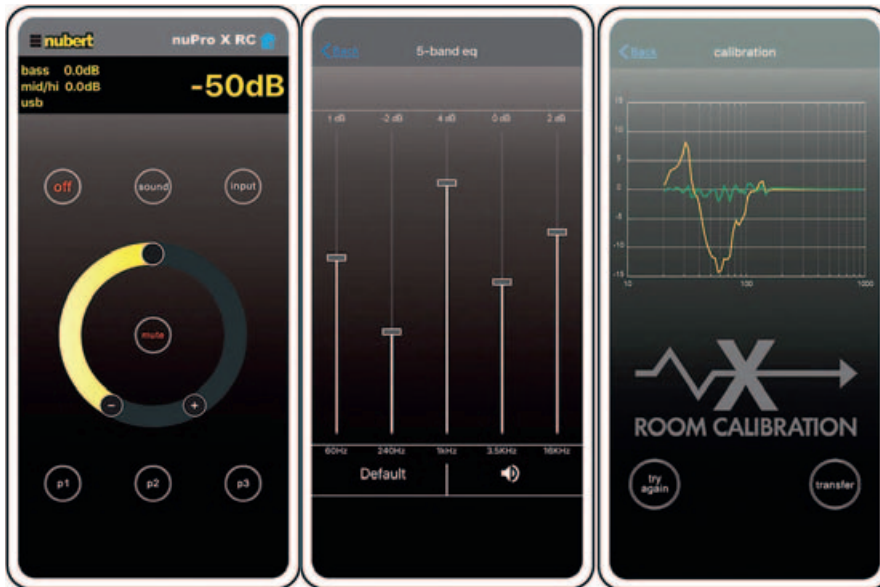 nubert
nuPro X RC
bass 0.0dB
mid/hi 0.0dB
usb
-50dB
off
sound
input
mute
−
+
p1
p2
p3
Back
5-band eq
1 dB
-2 dB
4 dB
0 dB
2 dB
60Hz
240Hz
1kHz
3.5KHz
16KHz
Default
Back
calibration
15
10
5
0
-5
-10
-15
10
100
1000
X
ROOM CALIBRATION
try
again
transfer